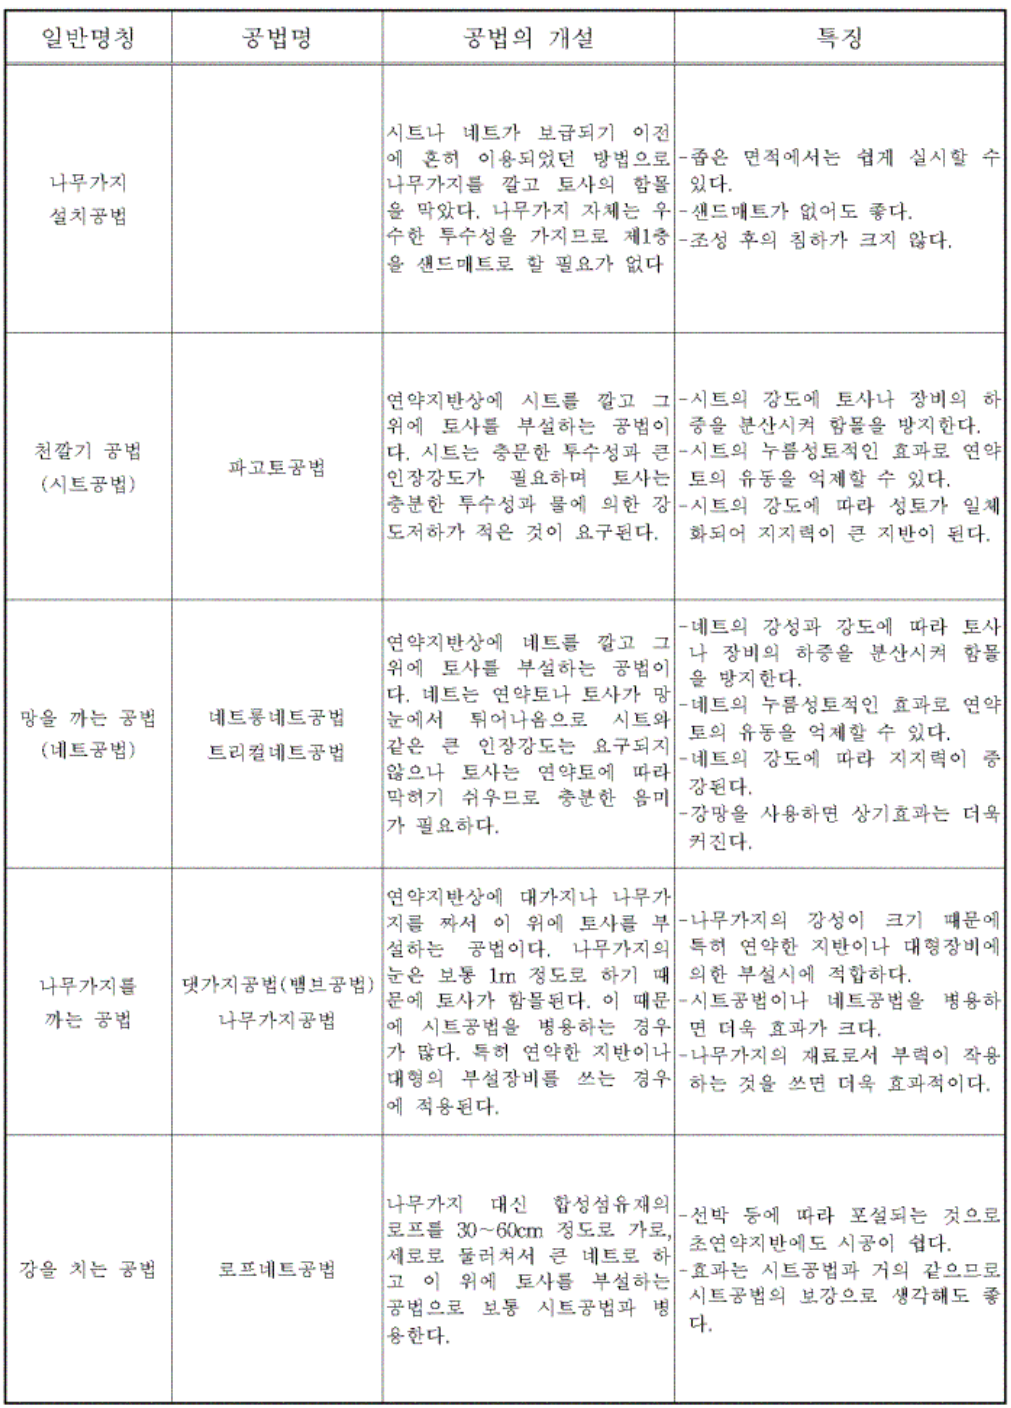 일반명칭
공법명
공법의 개설
특징
나무가지
설치공법
시트나 네트가 보급되기 이전
에 흔히 이용되었던 방법으로
나무가지를 깔고 토사의 함몰
을 막았다. 나무가지 자체는 우
수한 투수성을 가지므로 제1층
을 샌드매트로 할 필요가 없다
-좁은 면적에서는 쉽게 실시할 수
있다.
-샌드매트가 없어도 좋다.
-조성 후의 침하가 크지 않다.
천깔기 공법
(시트공법)
파고토공법
연약지반상에 시트를 깔고 그
위에 토사를 부설하는 공법이
다. 시트는 충문한 투수성과 큰
인장강도가 필요하며 토사는
충분한 투수성과 물에 의한 강
도저하가 적은 것이 요구된다.
-시트의 강도에 토사나 장비의 하
중을 분산시켜 함몰을 방지한다.
-시트의 누름성토적인 효과로 연약
토의 유동을 억제할 수 있다.
-시트의 강도에 따라 성토가 일체
화되어 지지력이 큰 지반이 된다.
망을 까는 공법
(네트공법)
네트롱네트공법
트리컬네트공법
연약지반상에 네트를 깔고 그
위에 토사를 부설하는 공법이
다. 네트는 연약토나 토사가 망
눈에서 튀어나옴으로 시트와
같은 큰 인장강도는 요구되지
않으나 토사는 연약토에 따라
막히기 쉬우므로 충분한 음미
가 필요하다.
-네트의 강성과 강도에 따라 토사
나 장비의 하중을 분산시켜 함몰
을 방지한다.
-네트의 누름성토적인 효과로 연약
토의 유동을 억제할 수 있다.
-네트의 강도에 따라 지지력이 증
강된다.
-강망을 사용하면 상기효과는 더욱
커진다.
나무가지를
까는 공법
댓가지공법(뱀브공법)
나무가지공법
연약지반상에 대가지나 나무가
지를 짜서 이 위에 토사를 부
설하는 공법이다. 나무가지의
눈은 보통 1m 정도로 하기 때
문에 토사가 함몰된다. 이 때문
에 시트공법을 병용하는 경우
가 많다. 특히 연약한 지반이나
대형의 부설장비를 쓰는 경우
에 적용된다.
-나무가지의 강성이 크기 때문에
특히 연약한 지반이나 대형장비에
의한 부설시에 적합하다.
-시트공법이나 네트공법을 병용하
면 더욱 효과가 크다.
-나무가지의 재료로서 부력이 작용
하는 것을 쓰면 더욱 효과적이다.
강을 치는 공법
로프네트공법
나무가지 대신 합성섬유재의
로프를 30~60cm 정도로 가로,
세로로 둘러쳐서 큰 네트로 하
고 이 위에 토사를 부설하는
공법으로 보통 시트공법과 병
용한다.
-선박 등에 따라 포설되는 것으로
초연약지반에도 시공이 쉽다.
-효과는 시트공법과 거의 같으므로
시트공법의 보강으로 생각해도 좋
다.